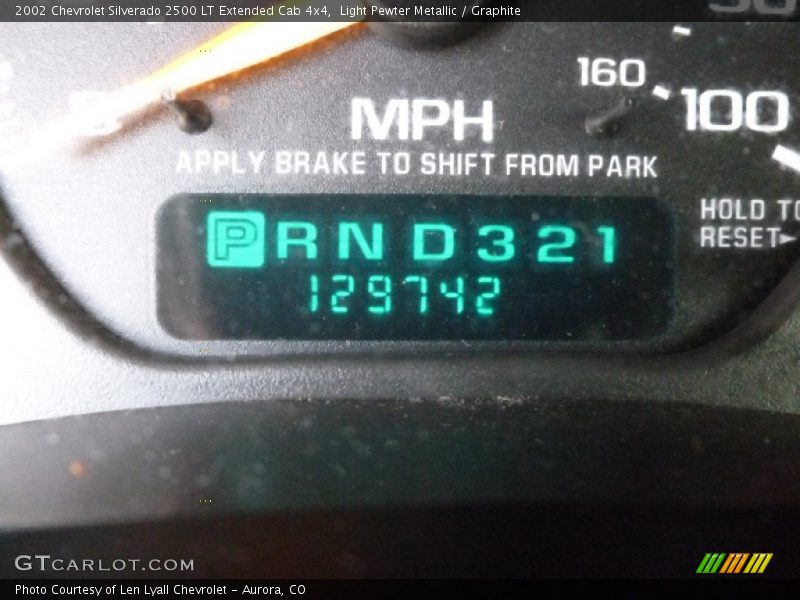 2002 Chevrolet Silverado 2500 LT Extended Cab 4x4, Light Pewter Metallic / Graphite
160
100
MPH
APPLY BRAKE TO SHIFT FROM PARK
HOLD TO
RESET►
P R N D 3 2 1
129742
GTCARLOT.COM
Photo Courtesy of Len Lyall Chevrolet – Aurora, CO